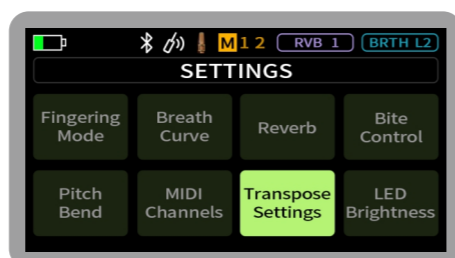 M 1 2 RVB 1 BRTH L2
SETTINGS
Fingering Mode
Breath Curve
Reverb
Bite Control
Pitch Bend
MIDI Channels
Transpose Settings
LED Brightness